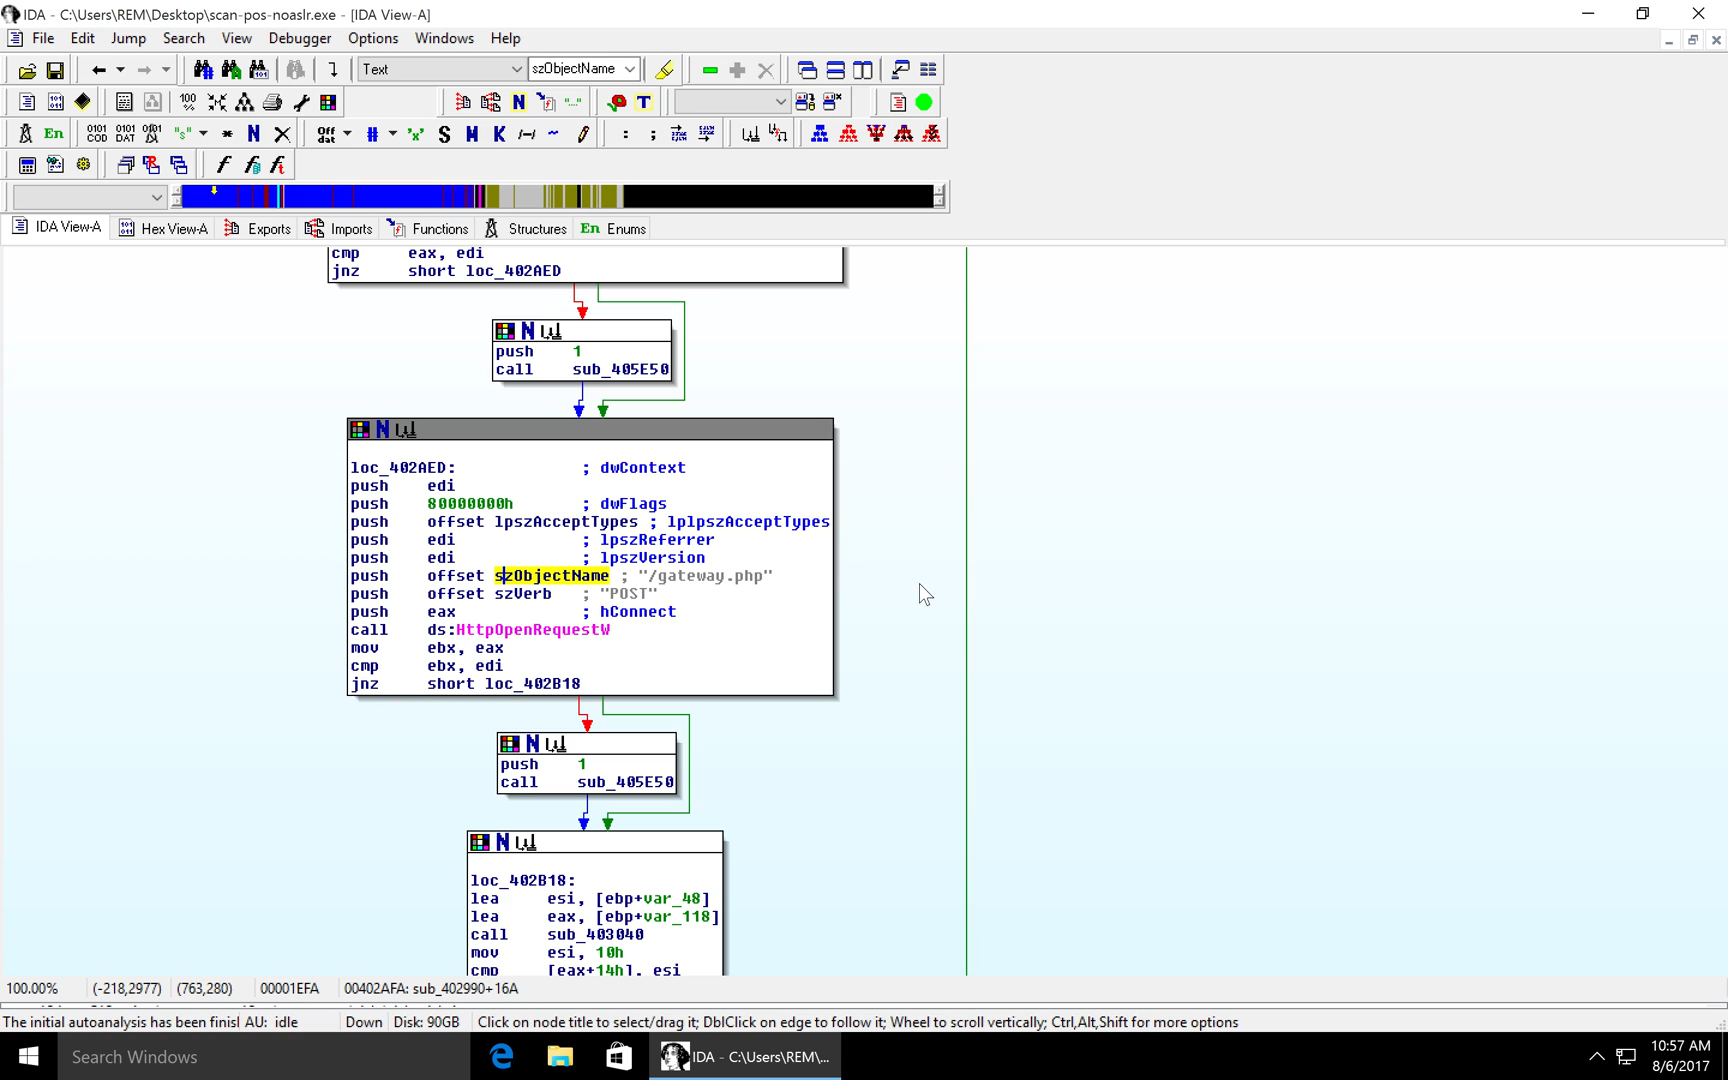 IDA - C:\Users\REM\Desktop\scan-pos-noaslr.exe - [IDA View-A]
File Edit Jump Search View Debugger Options Windows Help
Text szObjectName
IDA View-A Hex View-A Exports Imports Functions Structures En Enums
cmp eax, edi
jnz short loc_402AED
push 1
call sub_405E50
loc_402AED: ; dwContext
push edi
push 80000000h ; dwFlags
push offset lpszAcceptTypes ; lplpszAcceptTypes
push edi ; lpszReferrer
push edi ; lpszVersion
push offset szObjectName ; "/gateway.php"
push offset szVerb ; "POST"
push eax ; hConnect
call ds:HttpOpenRequestW
mov ebx, eax
cmp ebx, edi
jnz short loc_402B18
push 1
call sub_405E50
loc_402B18:
lea esi, [ebp+var_48]
lea eax, [ebp+var_118]
call sub_403040
mov esi, 10h
cmp [eax+14h], esi
100.00% (-218,2977) (763,280) 00001EFA 00402AFA: sub_402990+16A
The initial autoanalysis has been finisl AU: idle Down Disk: 90GB Click on node title to select/drag it; DblClick on edge to follow it; Wheel to scroll vertically; Ctrl,Alt,Shift for more options
Search Windows IDA - C:\Users\REM\... 10:57 AM
8/6/2017